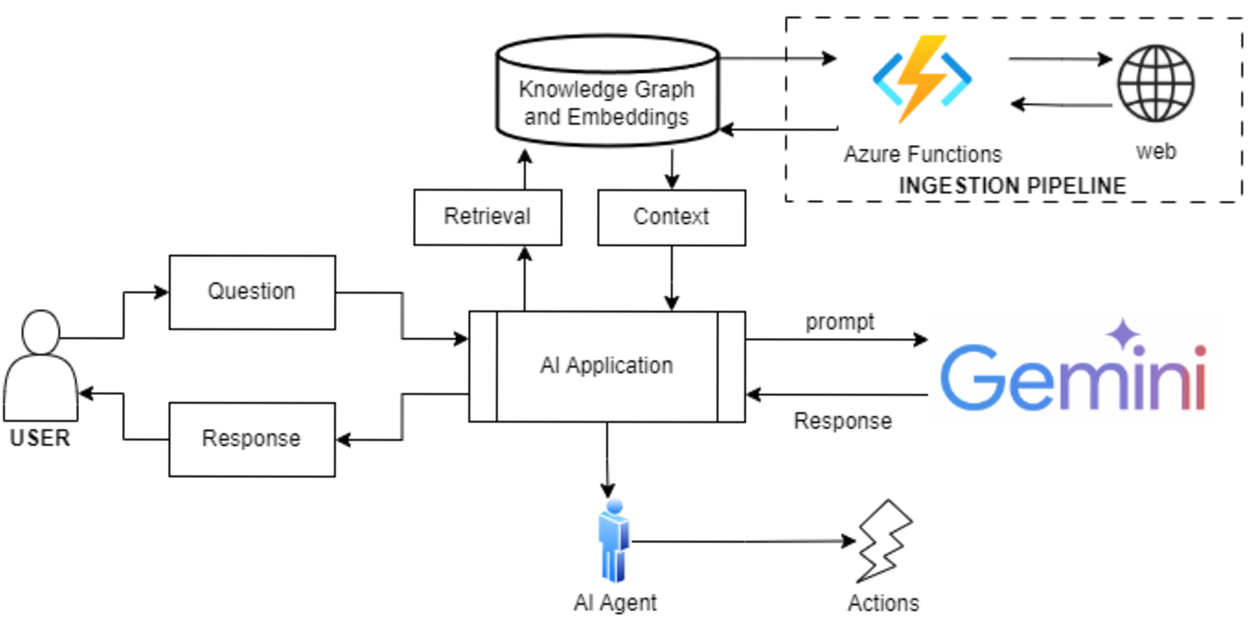 Knowledge Graph
and Embeddings
Azure Functions
web
INGESTION PIPELINE
Retrieval
Context
Question
AI Application
prompt
Gemini
Response
USER
Response
AI Agent
Actions